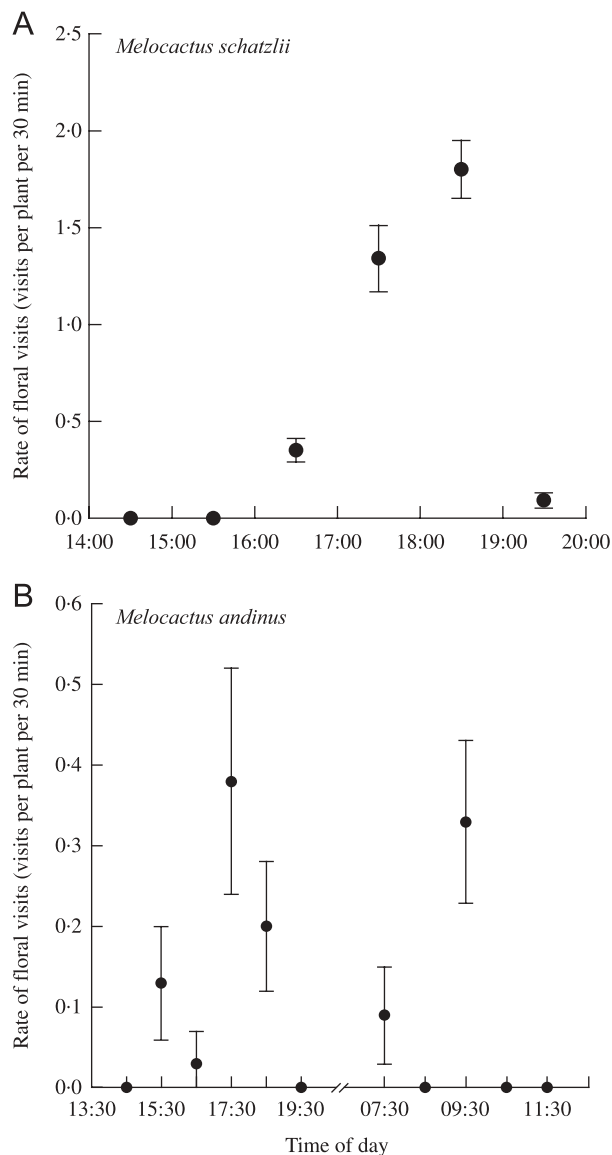 A
Melocactus schatzlii
Rate of floral visits (visits per plant per 30 min)
2·5
2·0
1·5
1·0
0·5
0·0
14:00 15:00 16:00 17:00 18:00 19:00 20:00
B
Melocactus andinus
Rate of floral visits (visits per plant per 30 min)
0·6
0·5
0·4
0·3
0·2
0·1
0·0
13:30 15:30 17:30 19:30 07:30 09:30 11:30
Time of day